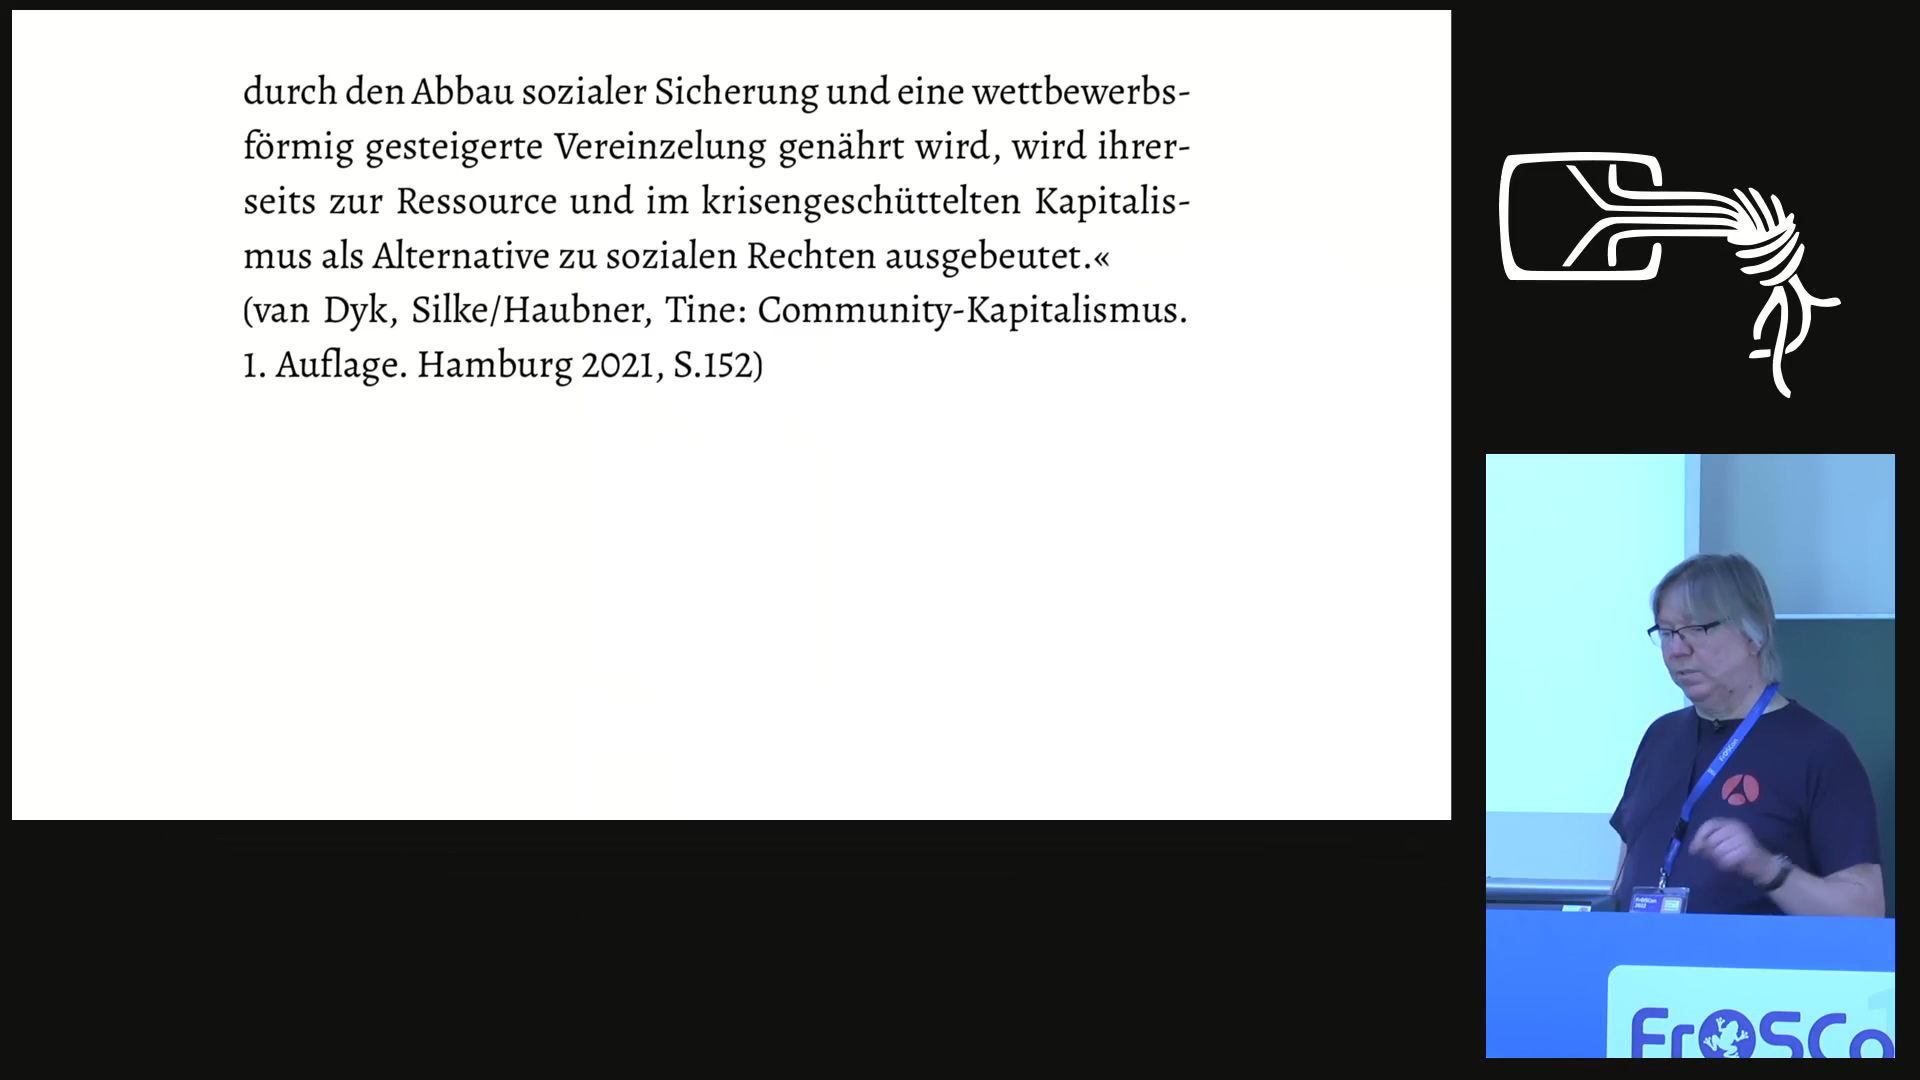 durch den Abbau sozialer Sicherung und eine wettbewerbs-
förmig gesteigerte Vereinzelung genährt wird, wird ihrer-
seits zur Ressource und im krisengeschüttelten Kapitalis-
mus als Alternative zu sozialen Rechten ausgebeutet.«
(van Dyk, Silke/Haubner, Tine: Community-Kapitalismus.
1. Auflage. Hamburg 2021, S.152)
FrOSCon
FrOSCo